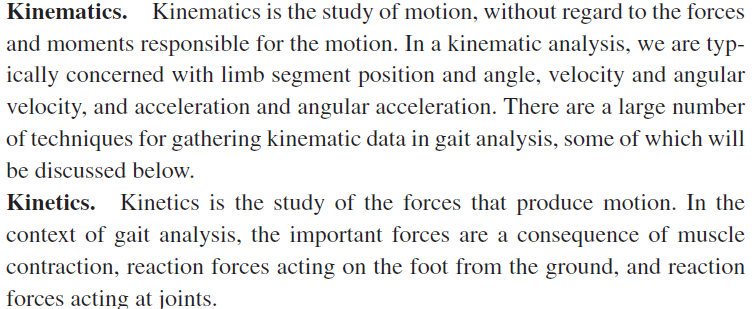 Kinematics. Kinematics is the study of motion, without regard to the forces
and moments responsible for the motion. In a kinematic analysis, we are typ-
ically concerned with limb segment position and angle, velocity and angular
velocity, and acceleration and angular acceleration. There are a large number
of techniques for gathering kinematic data in gait analysis, some of which will
be discussed below.
Kinetics. Kinetics is the study of the forces that produce motion. In the
context of gait analysis, the important forces are a consequence of muscle
contraction, reaction forces acting on the foot from the ground, and reaction
forces acting at joints.